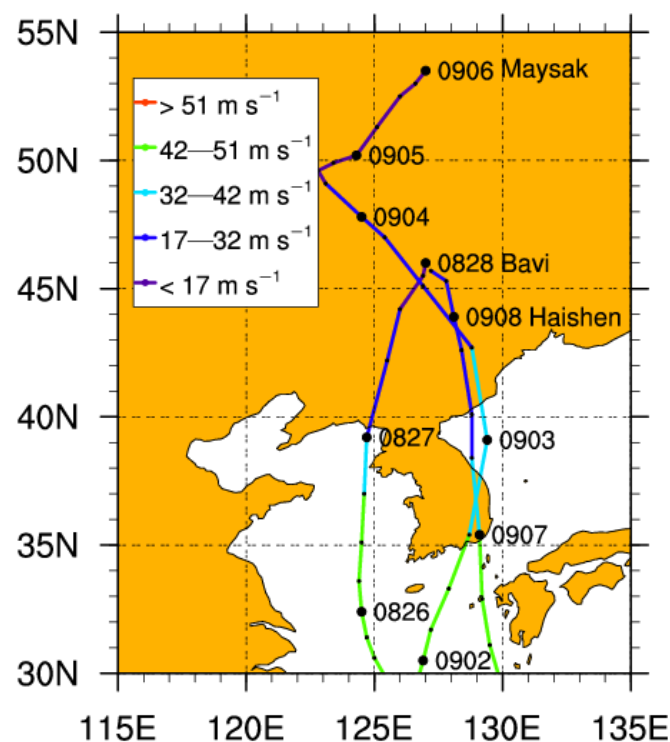 55N
50N
45N
40N
35N
30N
115E 120E 125E 130E 135E
> 51 m s⁻¹
42—51 m s⁻¹
32—42 m s⁻¹
17—32 m s⁻¹
< 17 m s⁻¹
0906 Maysak
0905
0904
0828 Bavi
0908 Haishen
0827
0903
0907
0826
0902